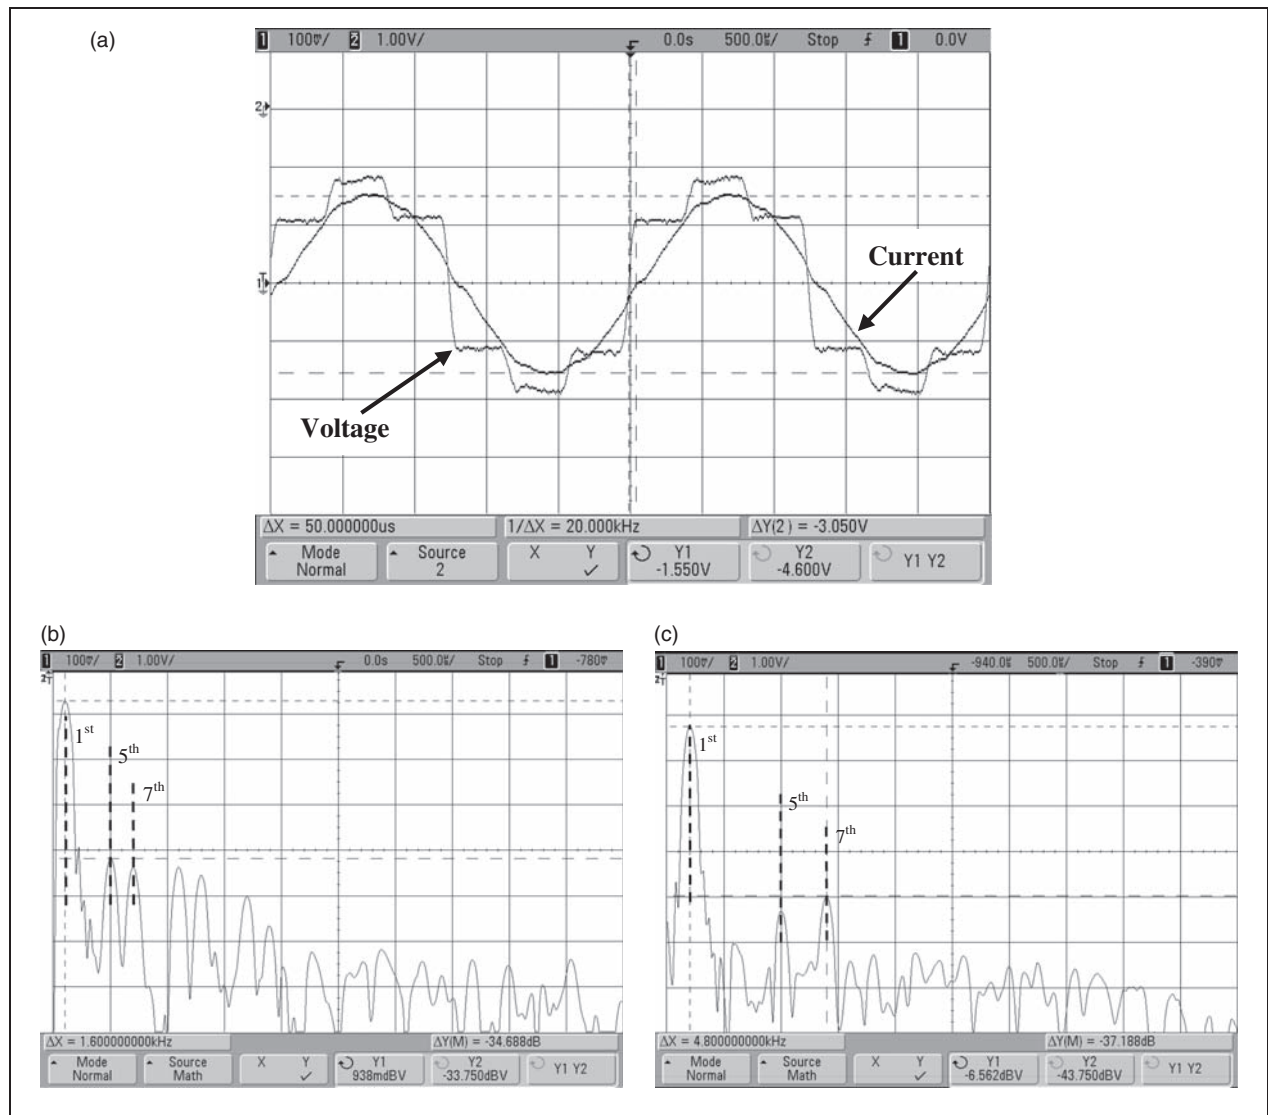 (a)
1 100mV/ 2 1.00V/ 0.0s 500.0us/ Stop 1 0.0V
2
1
Current
Voltage
ΔX = 50.000000us 1/ΔX = 20.000kHz ΔY(2) = -3.050V
Mode Source X Y Y1 Y2 Y1 Y2
Normal 2 ✓ -1.550V -4.600V
(b)
1 100mV/ 2 1.00V/ 0.0s 500.0us/ Stop 1 -780mV
2
1st
5th
7th
ΔX = 1.600000000kHz ΔY(M) = -34.688dB
Mode Source X Y Y1 Y2 Y1 Y2
Normal Math ✓ 938mdBV -33.750dBV
(c)
1 100mV/ 2 1.00V/ -940.0us 500.0us/ Stop 1 -390mV
2
1st
5th
7th
ΔX = 4.800000000kHz ΔY(M) = -37.188dB
Mode Source X Y Y1 Y2 Y1 Y2
Normal Math ✓ -6.562dBV -43.750dBV